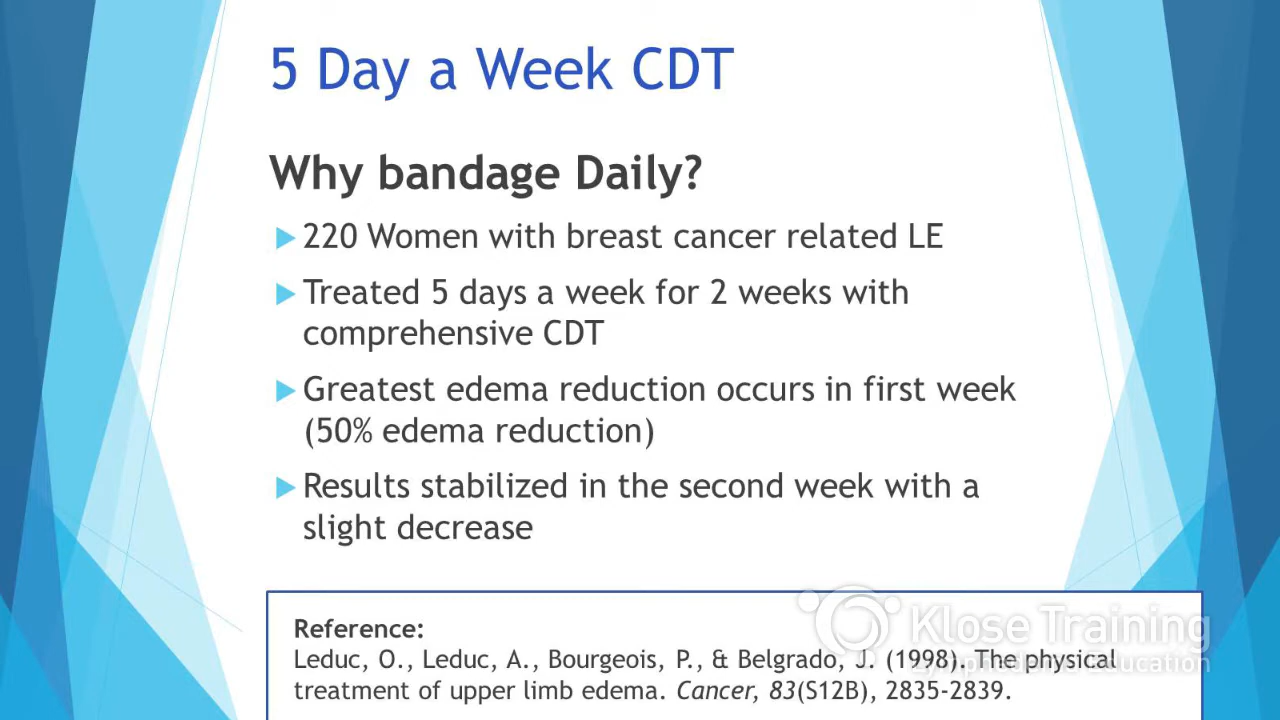 5 Day a Week CDT
Why bandage Daily?
220 Women with breast cancer related LE
Treated 5 days a week for 2 weeks with
comprehensive CDT
Greatest edema reduction occurs in first week
(50% edema reduction)
Results stabilized in the second week with a
slight decrease
Reference:
Leduc, O., Leduc, A., Bourgeois, P., & Belgrado, J. (1998). The physical
treatment of upper limb edema. Cancer, 83(S12B), 2835-2839.
Klose Training
Lymphedema Education